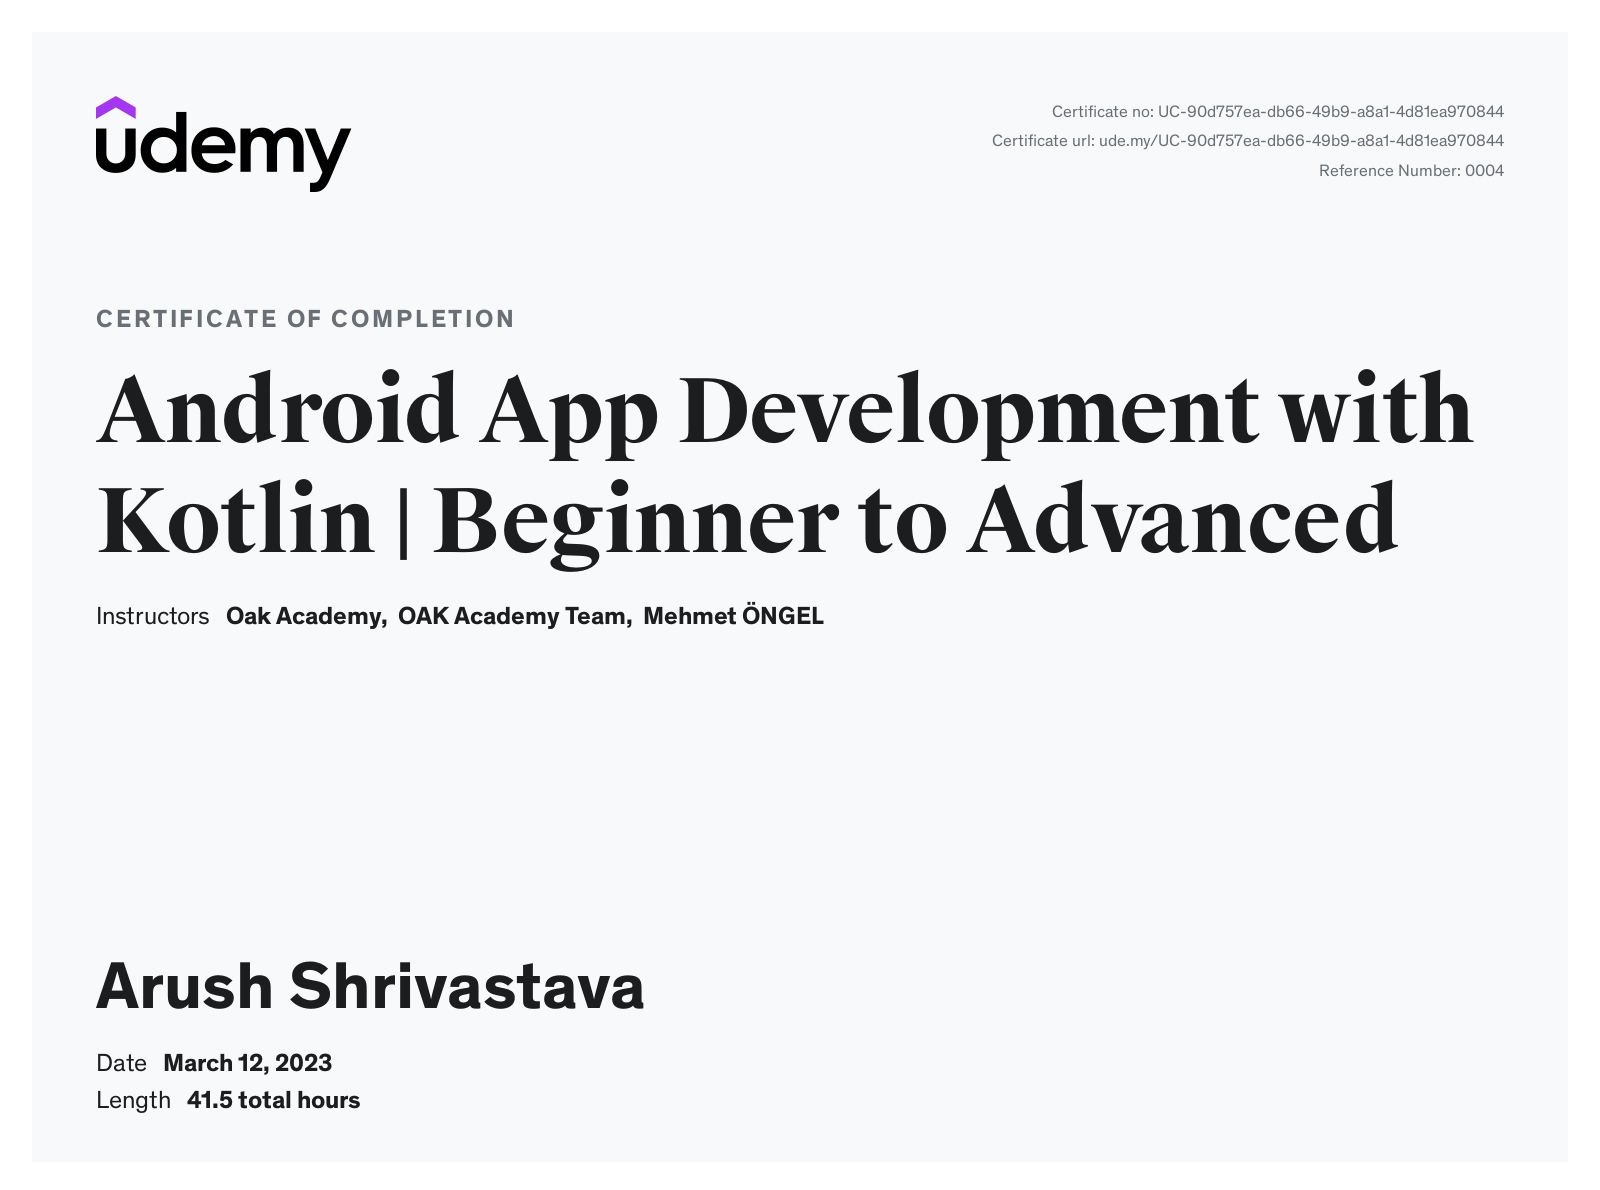 udemy
Certificate no: UC-90d757ea-db66-49b9-a8a1-4d81ea970844
Certificate url: ude.my/UC-90d757ea-db66-49b9-a8a1-4d81ea970844
Reference Number: 0004
CERTIFICATE OF COMPLETION
Android App Development with
Kotlin | Beginner to Advanced
Instructors Oak Academy, OAK Academy Team, Mehmet ÖNGEL
Arush Shrivastava
Date March 12, 2023
Length 41.5 total hours